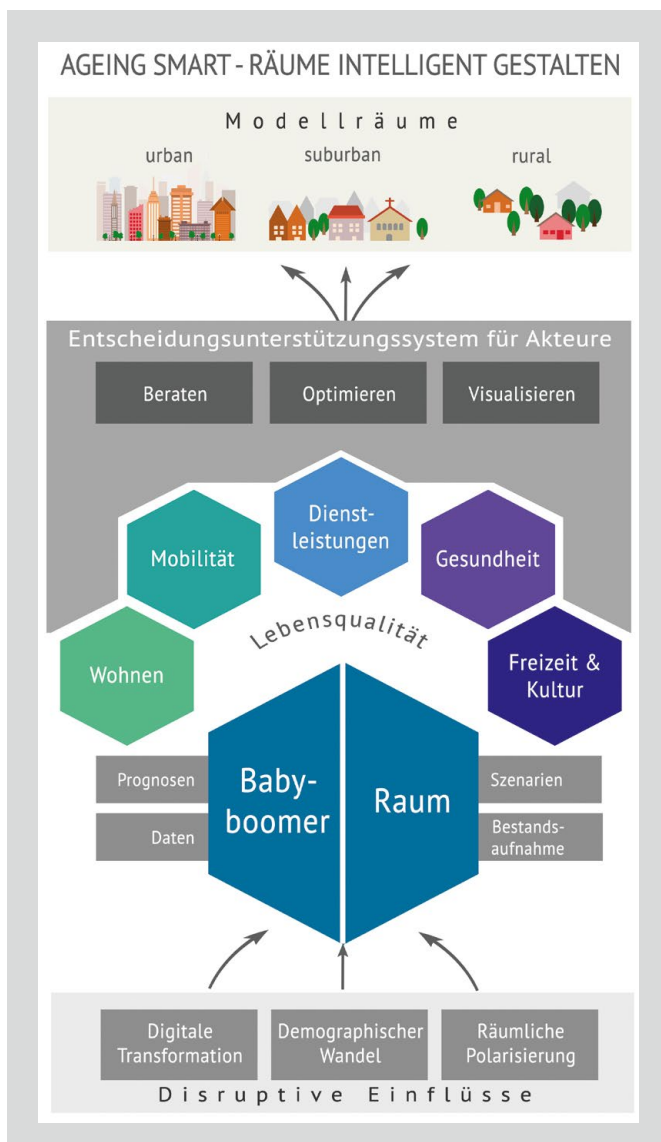 AGEING SMART - RÄUME INTELLIGENT GESTALTEN
Modellräume
urban
suburban
rural
Entscheidungsunterstützungssystem für Akteure
Beraten
Optimieren
Visualisieren
Dienst-
leistungen
Mobilität
Gesundheit
Lebensqualität
Wohnen
Freizeit &
Kultur
Prognosen
Daten
Baby-
boomer
Raum
Szenarien
Bestands-
aufnahme
Digitale
Transformation
Demographischer
Wandel
Räumliche
Polarisierung
Disruptive Einflüsse